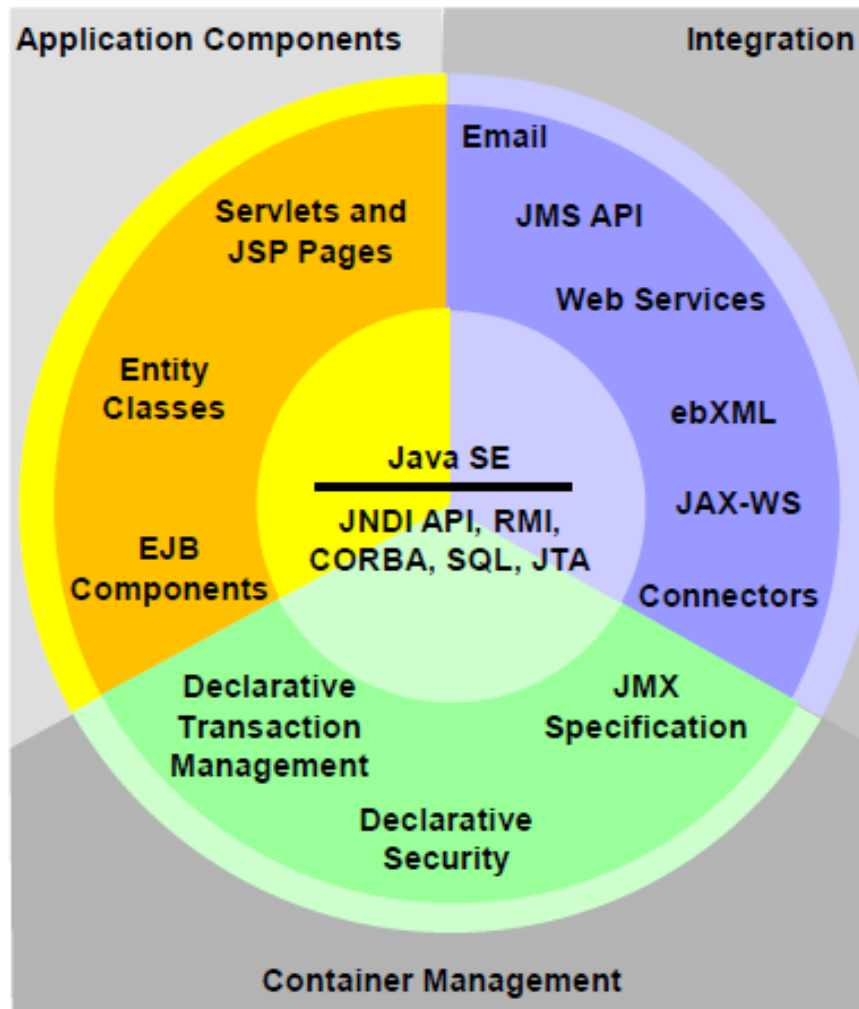 Application Components
Integration
Email
Servlets and
JSP Pages
JMS API
Web Services
Entity
Classes
ebXML
Java SE
JNDI API, RMI,
CORBA, SQL, JTA
JAX-WS
EJB
Components
Connectors
Declarative
Transaction
Management
JMX
Specification
Declarative
Security
Container Management